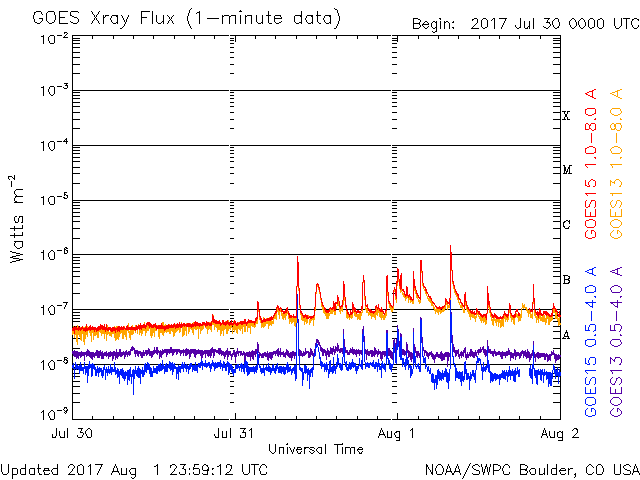 GOES Xray Flux (1-minute data)
Begin: 2017 Jul 30 0000 UTC
10⁻²
10⁻³
10⁻⁴
10⁻⁵
10⁻⁶
10⁻⁷
10⁻⁸
10⁻⁹
Watts m⁻²
X
M
C
B
A
GOES15 1.0-8.0 A
GOES13 1.0-8.0 A
GOES15 0.5-4.0 A
GOES13 0.5-4.0 A
Jul 30
Jul 31
Aug 1
Aug 2
Universal Time
Updated 2017 Aug 1 23:59:12 UTC
NOAA/SWPC Boulder, CO USA